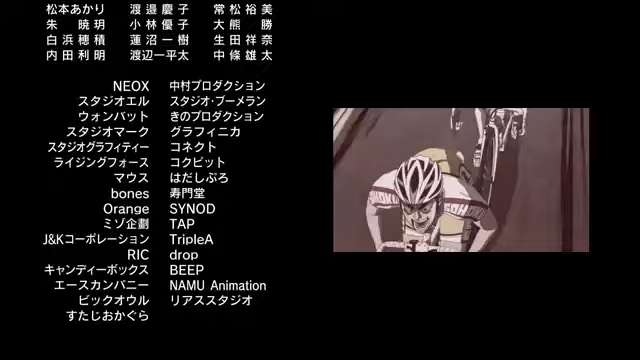 松本あかり 渡邉慶子 常松裕美
朱 暁玥 小林優子 大熊 勝
白浜穂積 蓮沼一樹 生田祥奈
内田利明 渡辺一平太 中條雄太
NEOX 中村プロダクション
スタジオエル スタジオ・ブーメラン
ウォンバット きのプロダクション
スタジオマーク グラフィニカ
スタジオグラフィティー コネクト
ライジングフォース コクピット
マウス はだしぷろ
bones 寿門堂
Orange SYNOD
ミゾ企劃 TAP
J&Kコーポレーション TripleA
RIC drop
キャンディーボックス BEEP
エースカンパニー NAMU Animation
ビックオウル リアススタジオ
すたじおかぐら
SOHOKU